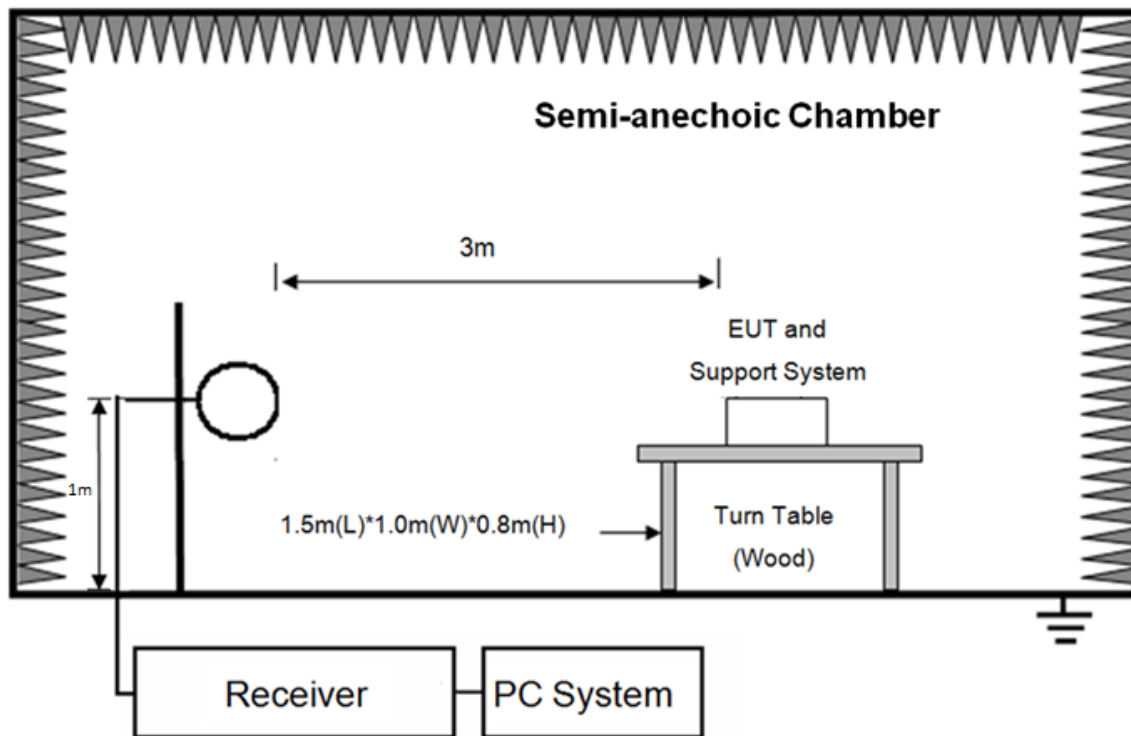 Semi-anechoic Chamber
3m
EUT and
Support System
1m
1.5m(L)*1.0m(W)*0.8m(H)
Turn Table
(Wood)
Receiver
PC System